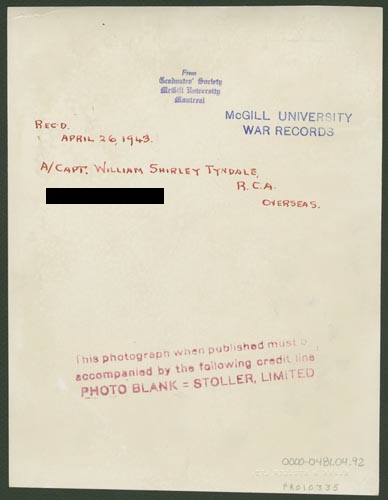 From
Graduates' Society
McGill University
Montreal
McGILL UNIVERSITY
WAR RECORDS
REC'D.
APRIL 26, 1943.
A/CAPT. WILLIAM SHIRLEY TYNDALE,
R.C.A.
OVERSEAS.
This photograph when published must b
accompanied by the following credit line
PHOTO BLANK = STOLLER, LIMITED
0000-0481.04.92
PR010335